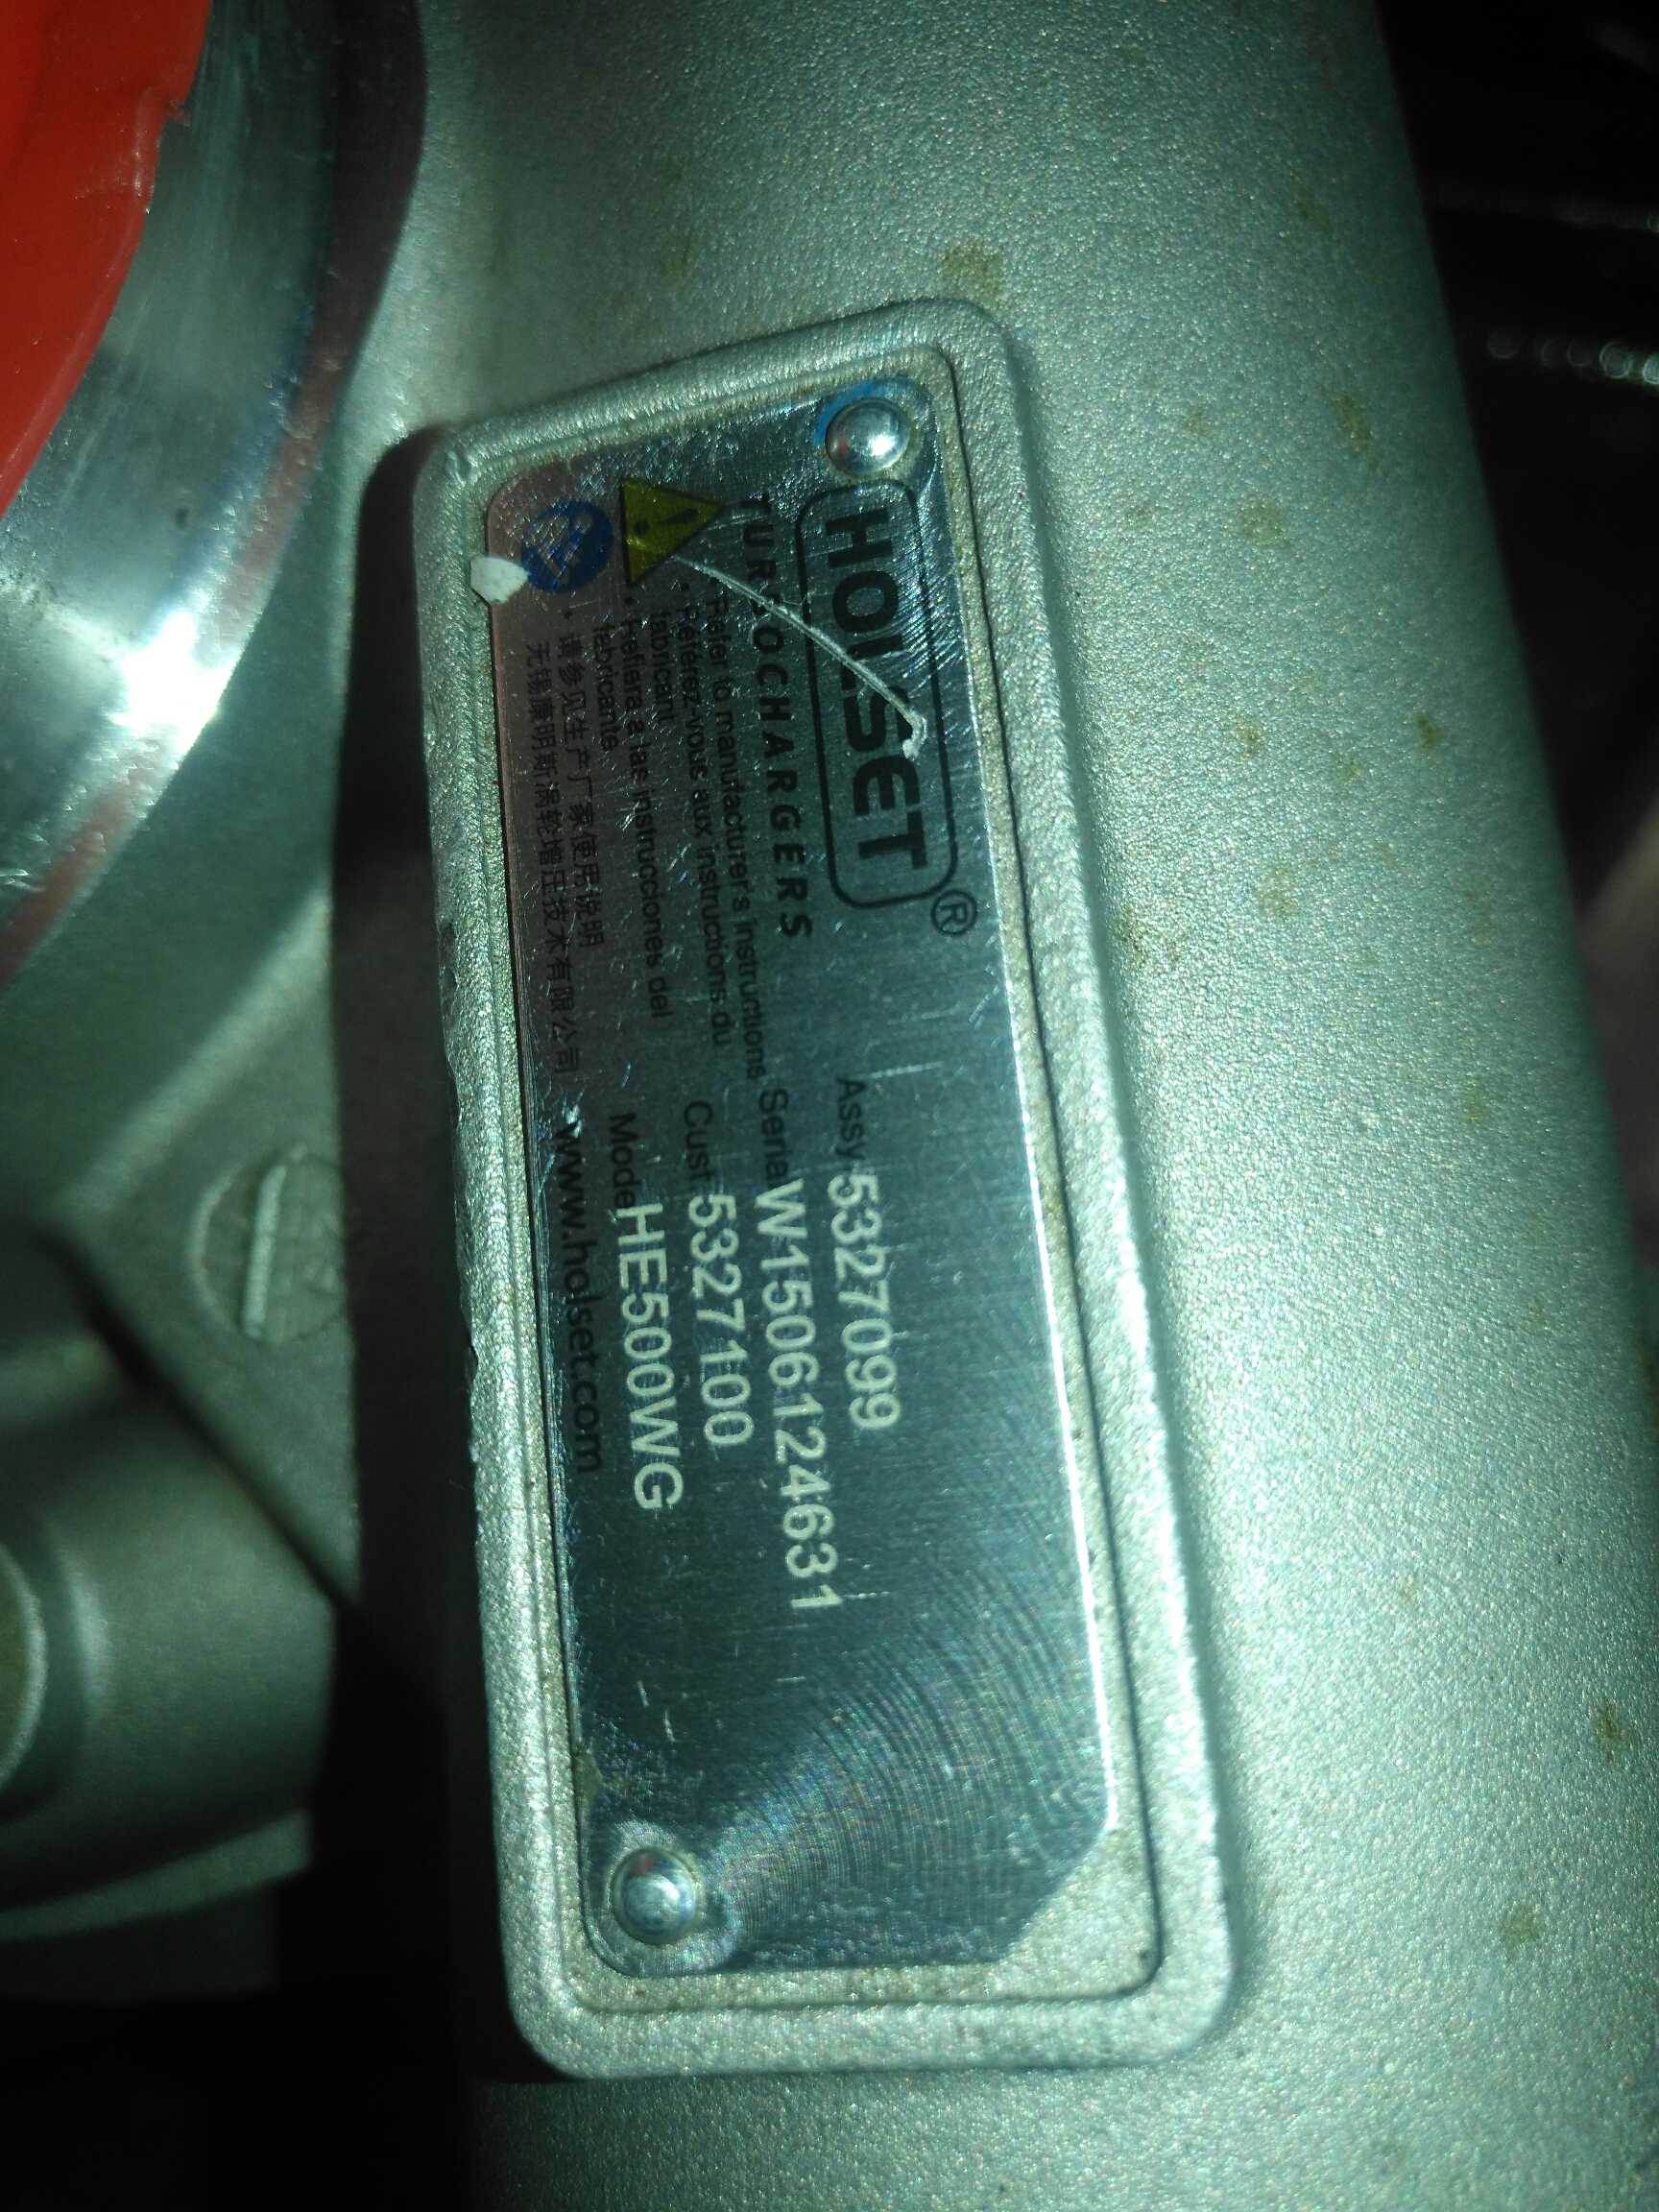 HOLSET®
TURBOCHARGERS
• Refer to manufacturer's instructions
• Référez-vous aux instructions du
fabricant
• Refiera a las instrucciones del
fabricante
• 请参见生产厂家使用说明
无锡康明斯涡轮增压技术有限公司
www.holset.com
Assy 5327099
Serial W1506124631
Cust 5327100
Model HE500WG